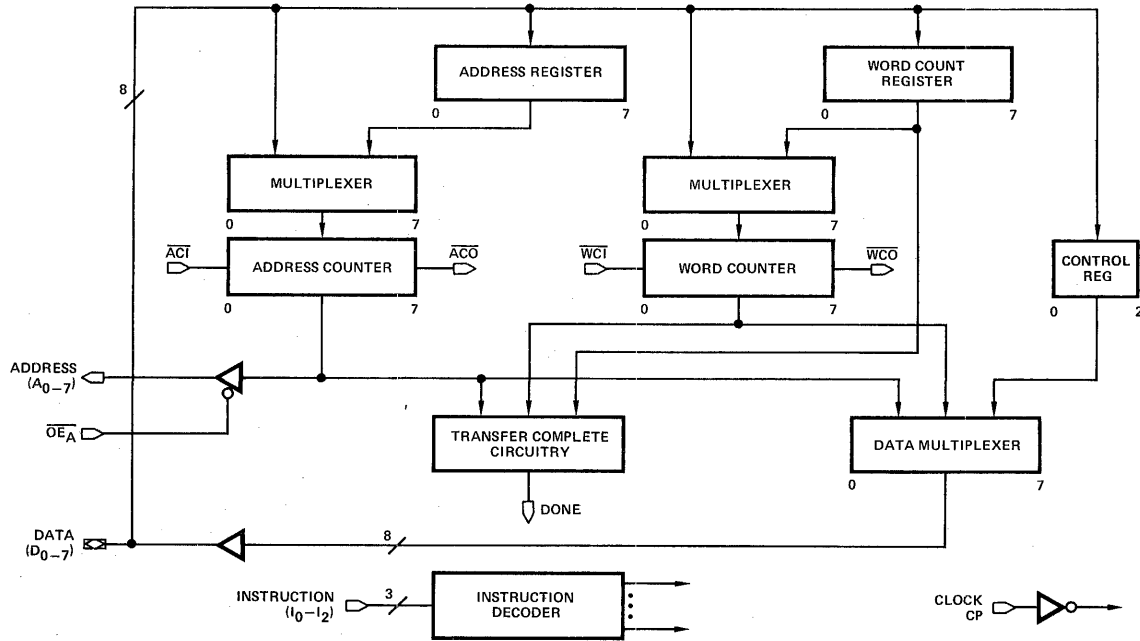 8
ADDRESS REGISTER
0 7
WORD COUNT
REGISTER
0 7
MULTIPLEXER
0 7
MULTIPLEXER
0 7
ACI
ADDRESS COUNTER
ACO
0 7
WCI
WORD COUNTER
WCO
0 7
CONTROL
REG
0 2
ADDRESS
(A0–7)
OEA
TRANSFER COMPLETE
CIRCUITRY
DATA MULTIPLEXER
0 7
DONE
DATA
(D0–7)
8
INSTRUCTION
(I0–I2)
3
INSTRUCTION
DECODER
CLOCK
CP